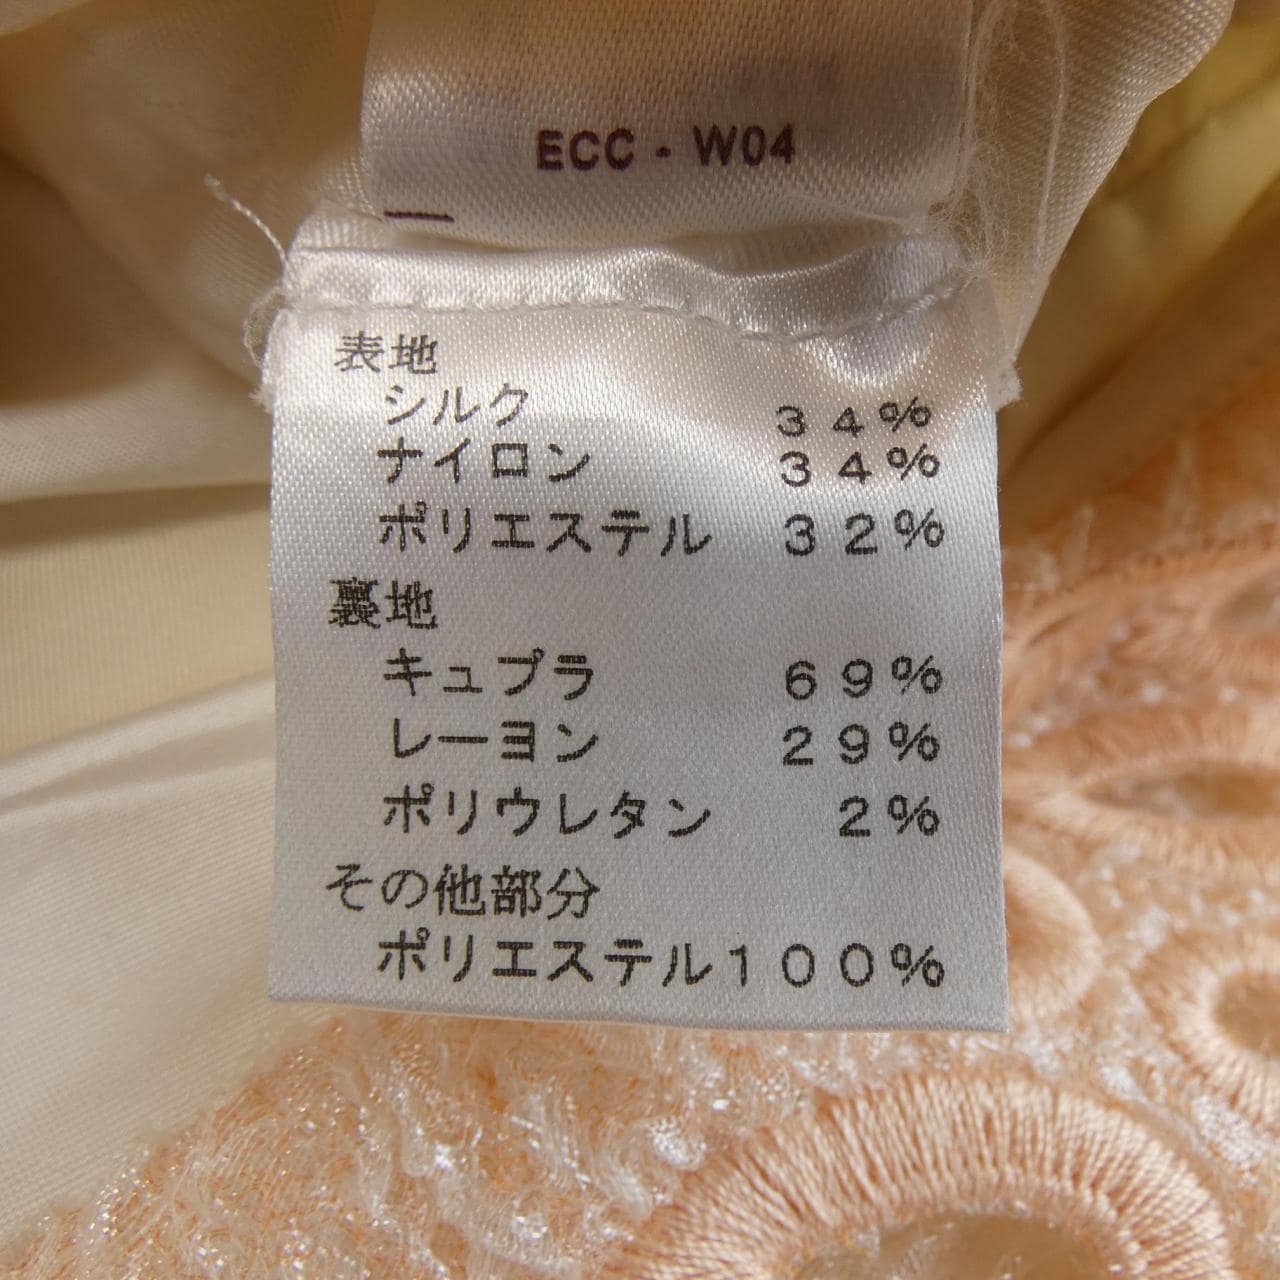 ECC - W04
表地
シルク 34%
ナイロン 34%
ポリエステル 32%
裏地
キュプラ 69%
レーヨン 29%
ポリウレタン 2%
その他部分
ポリエステル100%